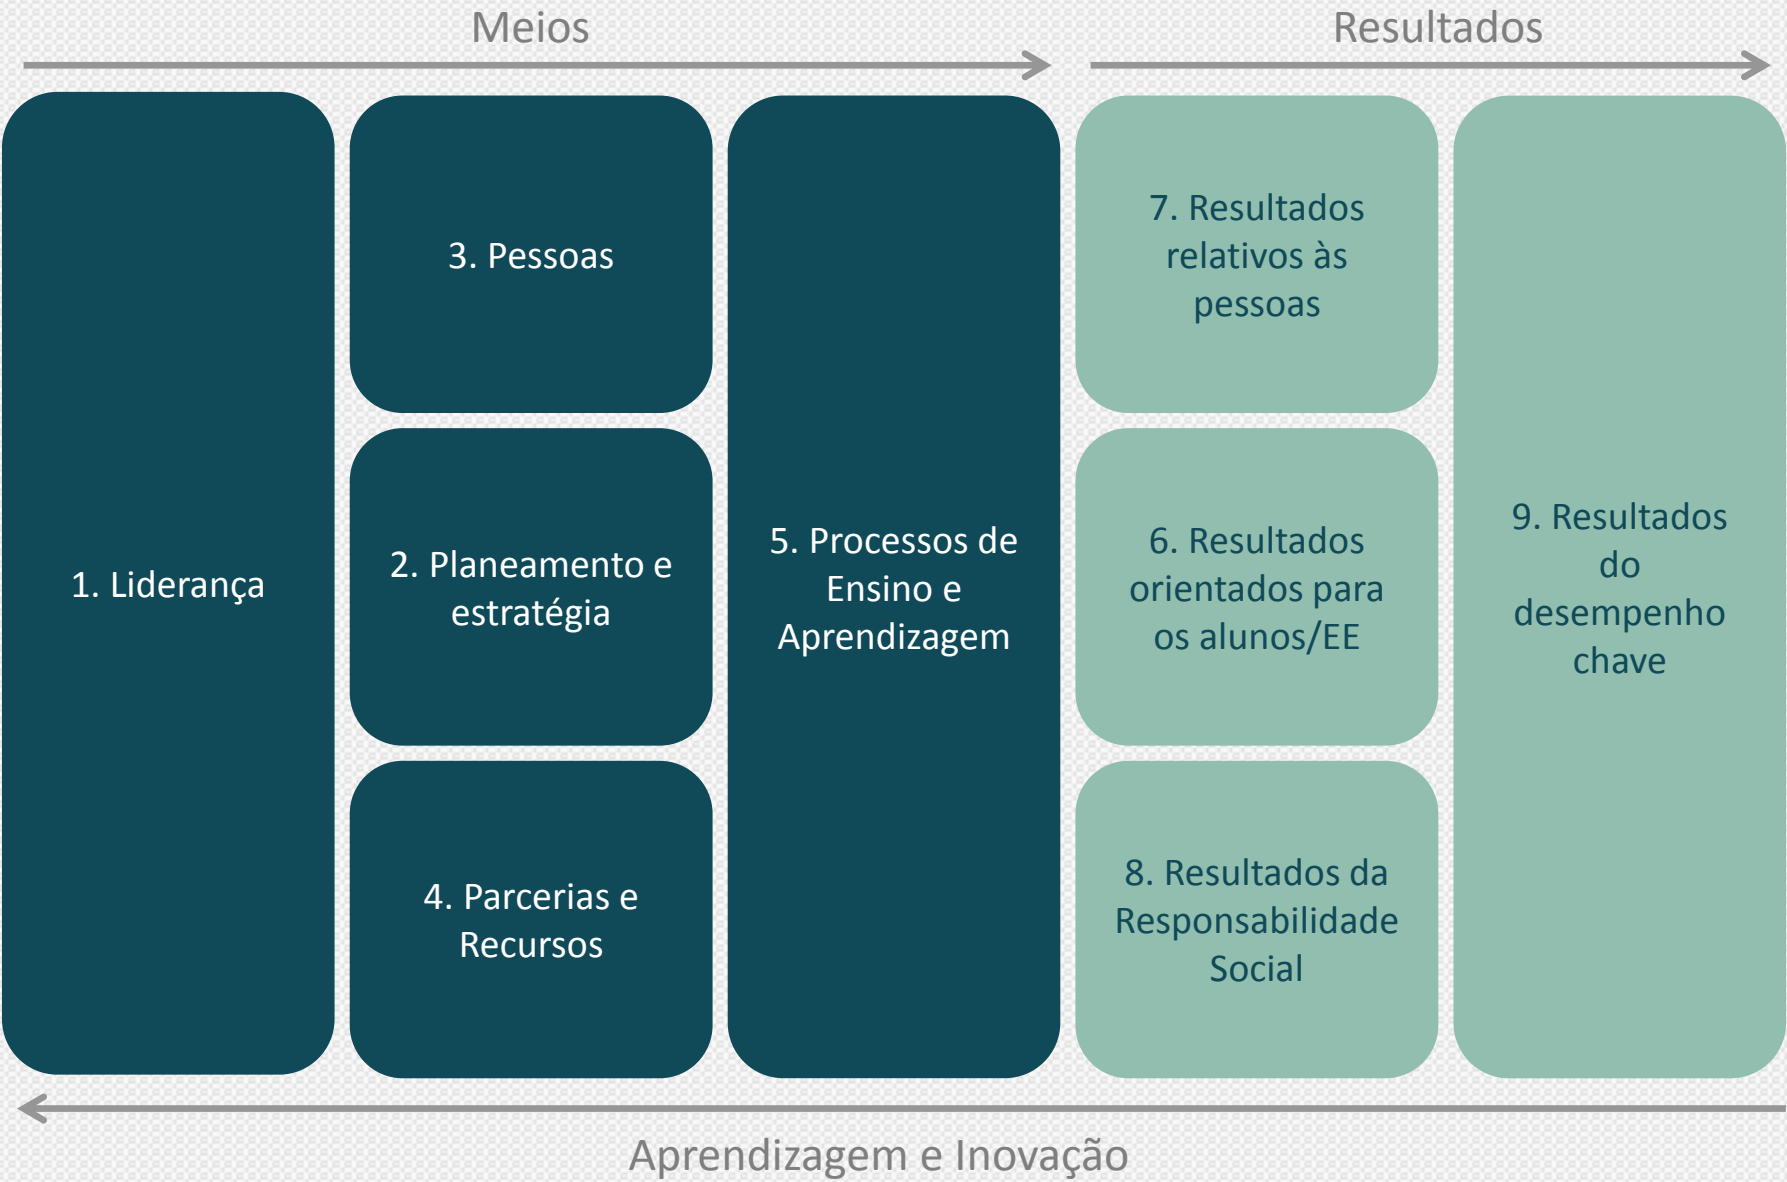 Meios
Resultados
1. Liderança
3. Pessoas
2. Planeamento e
estratégia
4. Parcerias e
Recursos
5. Processos de
Ensino e
Aprendizagem
7. Resultados
relativos às
pessoas
6. Resultados
orientados para
os alunos/EE
8. Resultados da
Responsabilidade
Social
9. Resultados
do
desempenho
chave
Aprendizagem e Inovação